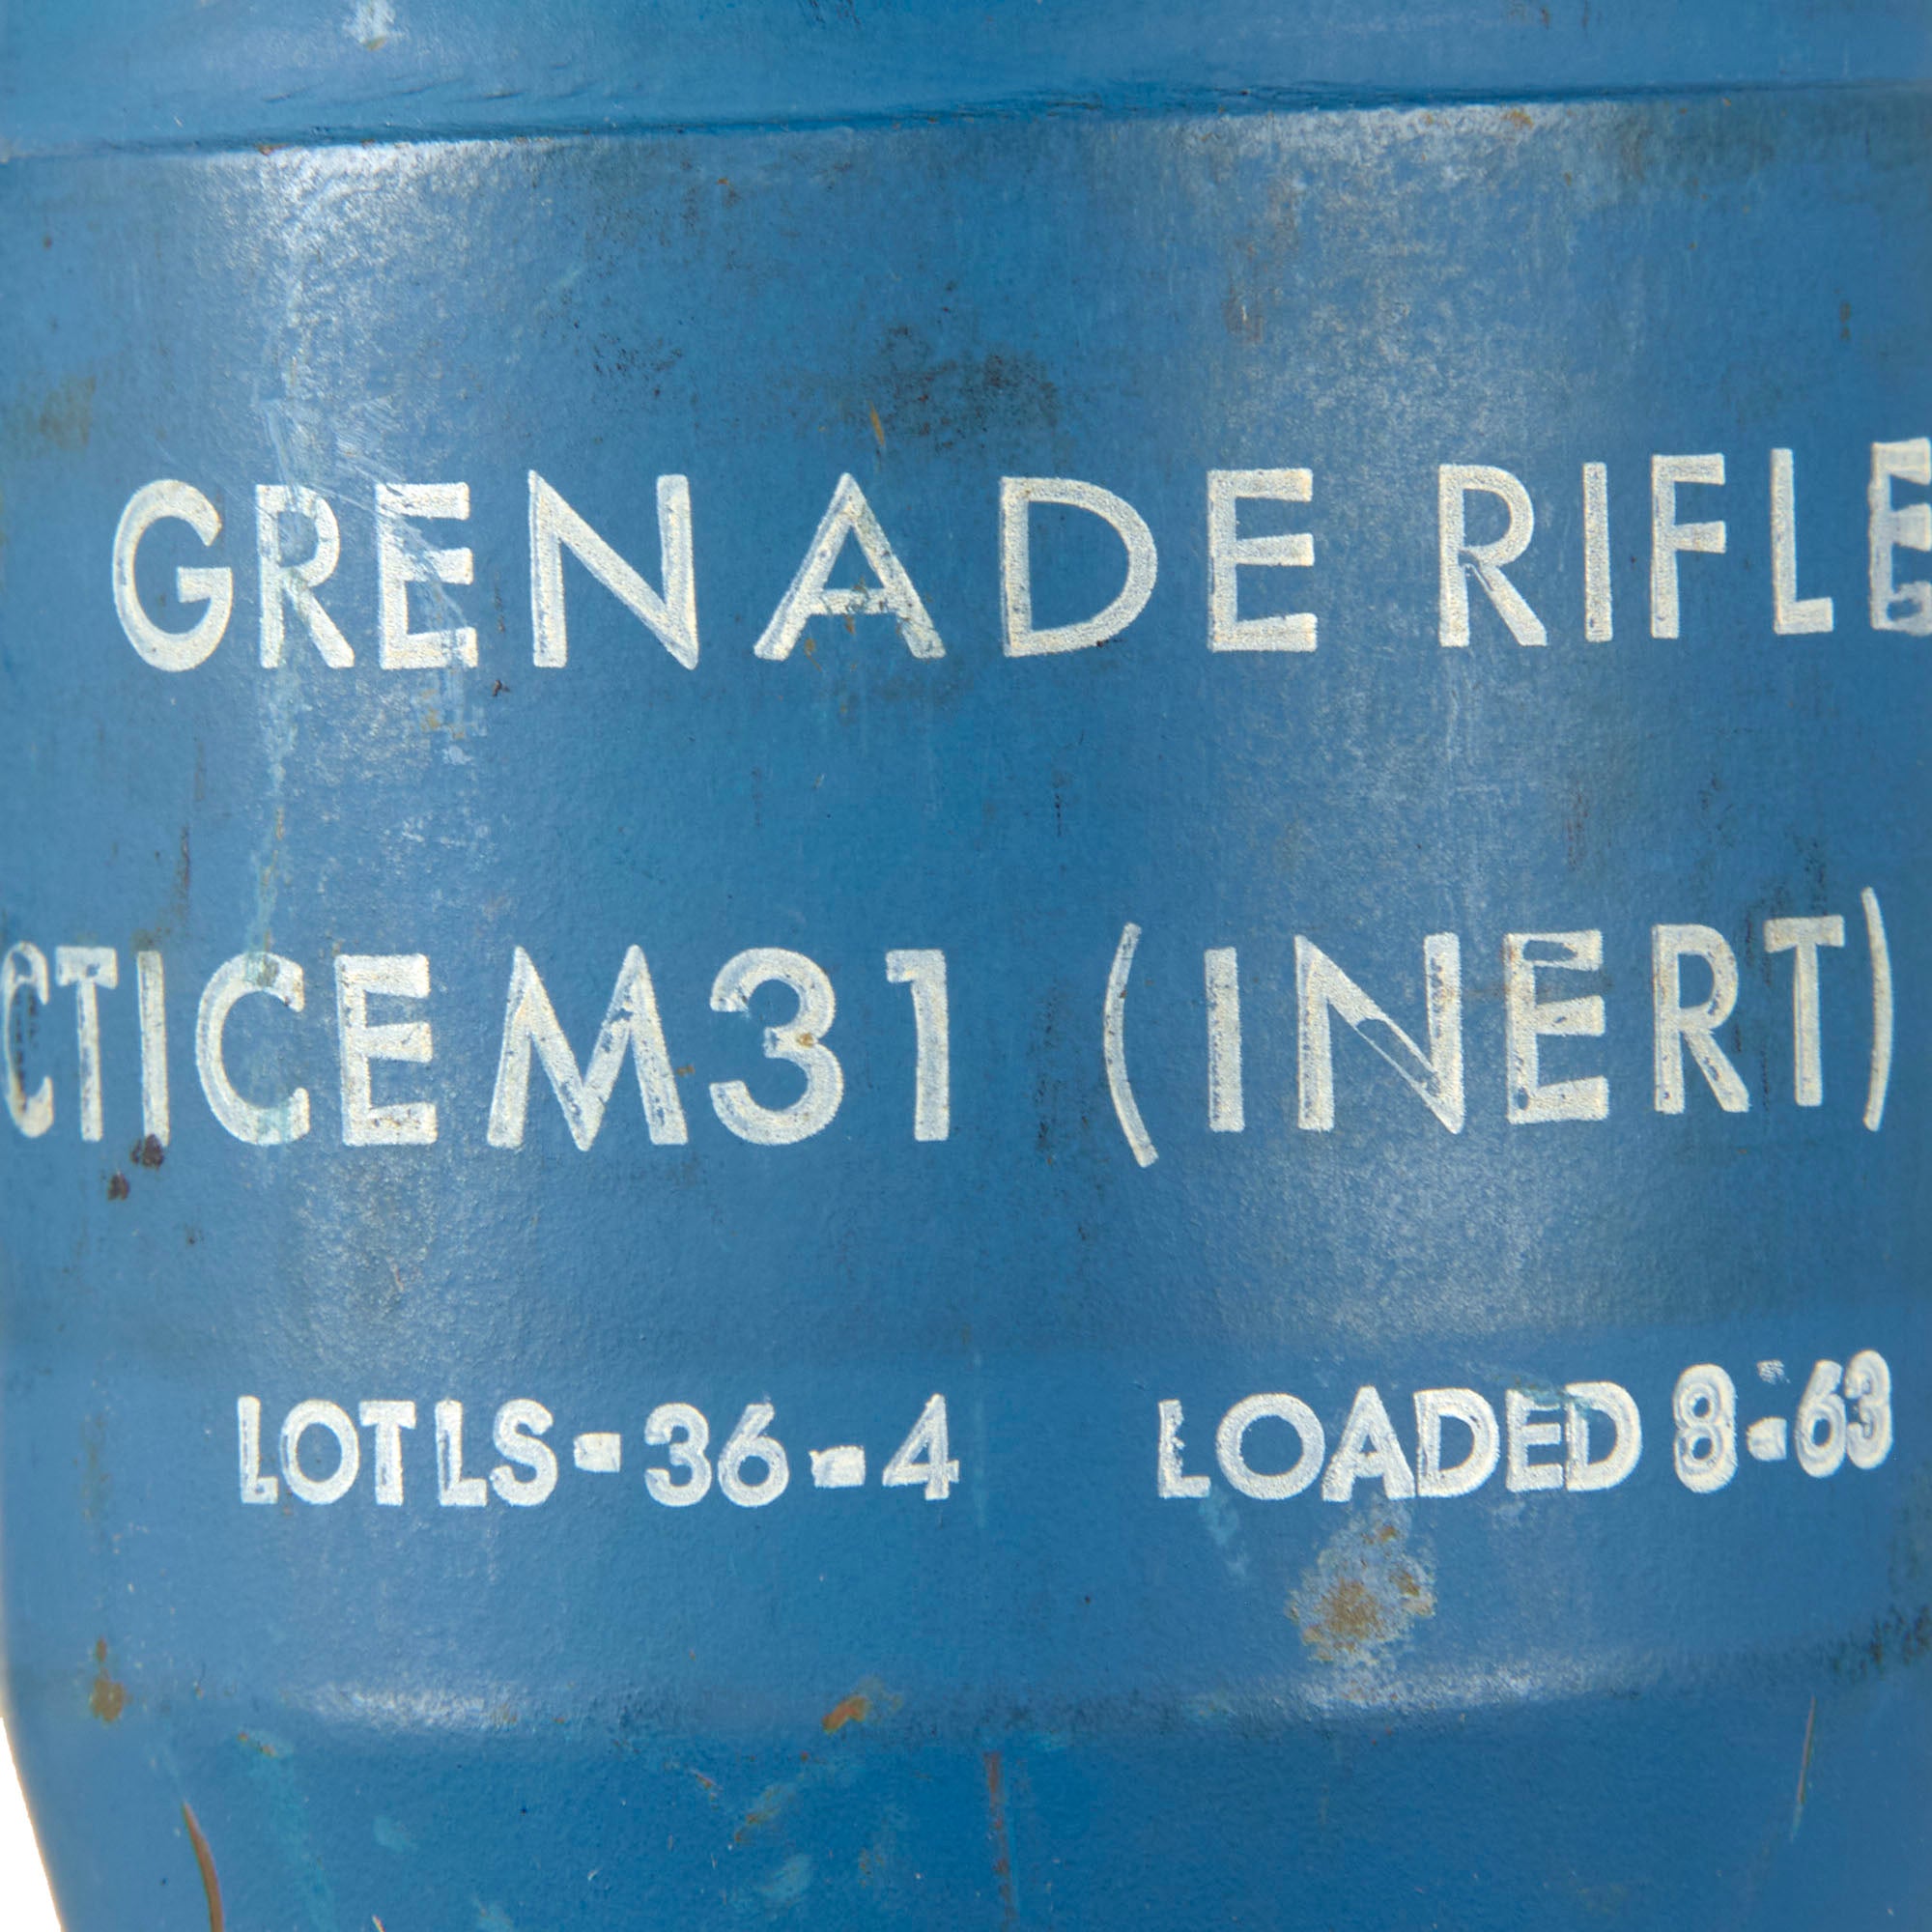 GRENADE RIFLE
CTICE M31 (INERT)
LOT LS-36-4 LOADED 8-63